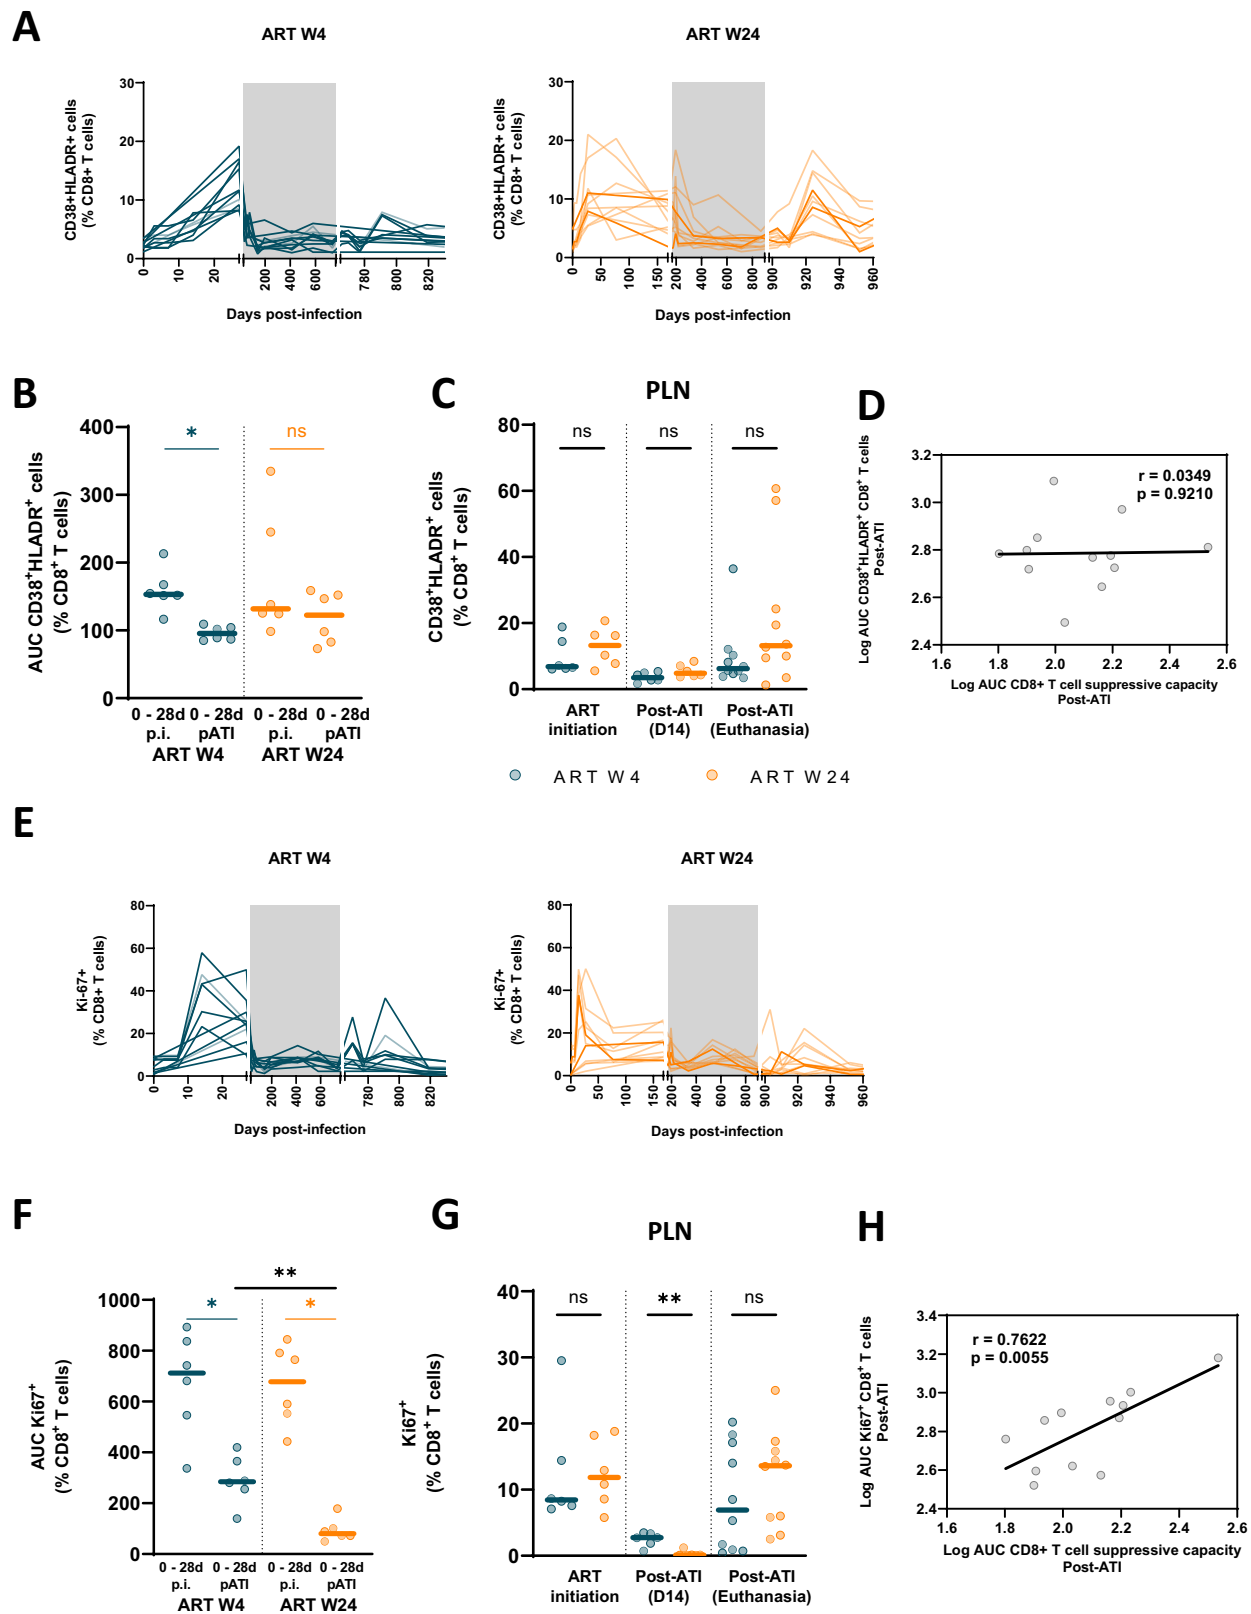 A
ART W4
ART W24
CD38+HLADR+ cells
(% CD8+ T cells)
30
20
10
0
0
10
20
200
400
600
780
800
820
Days post-infection
CD38+HLADR+ cells
(% CD8+ T cells)
30
20
10
0
0
50
100
150
200
400
600
800
900
920
940
960
Days post-infection
B
AUC CD38+HLADR+ cells
(% CD8+ T cells)
400
300
200
100
0
*
ns
0 - 28d 0 - 28d 0 - 28d 0 - 28d
p.i. pATI p.i. pATI
ART W4 ART W24
C
PLN
CD38+HLADR+ cells
(% CD8+ T cells)
80
60
40
20
0
ns
ns
ns
ART Post-ATI Post-ATI
initiation (D14) (Euthanasia)
ART W4 ART W24
D
Log AUC CD38+HLADR+ CD8+ T cells
Post-ATI
3.2
3.0
2.8
2.6
2.4
r = 0.0349
p = 0.9210
1.6 1.8 2.0 2.2 2.4 2.6
Log AUC CD8+ T cell suppressive capacity
Post-ATI
E
ART W4
ART W24
Ki-67+
(% CD8+ T cells)
80
60
40
20
0
0
10
20
200
400
600
780
800
820
Days post-infection
Ki-67+
(% CD8+ T cells)
80
60
40
20
0
0
50
100
150
200
400
600
800
900
920
940
960
Days post-infection
F
AUC Ki67+
(% CD8+ T cells)
1000
800
600
400
200
0
**
*
*
0 - 28d 0 - 28d 0 - 28d 0 - 28d
p.i. pATI p.i. pATI
ART W4 ART W24
G
PLN
Ki67+
(% CD8+ T cells)
40
30
20
10
0
ns
**
ns
ART Post-ATI Post-ATI
initiation (D14) (Euthanasia)
H
Log AUC Ki67+ CD8+ T cells
Post-ATI
3.4
3.2
3.0
2.8
2.6
2.4
r = 0.7622
p = 0.0055
1.6 1.8 2.0 2.2 2.4 2.6
Log AUC CD8+ T cell suppressive capacity
Post-ATI